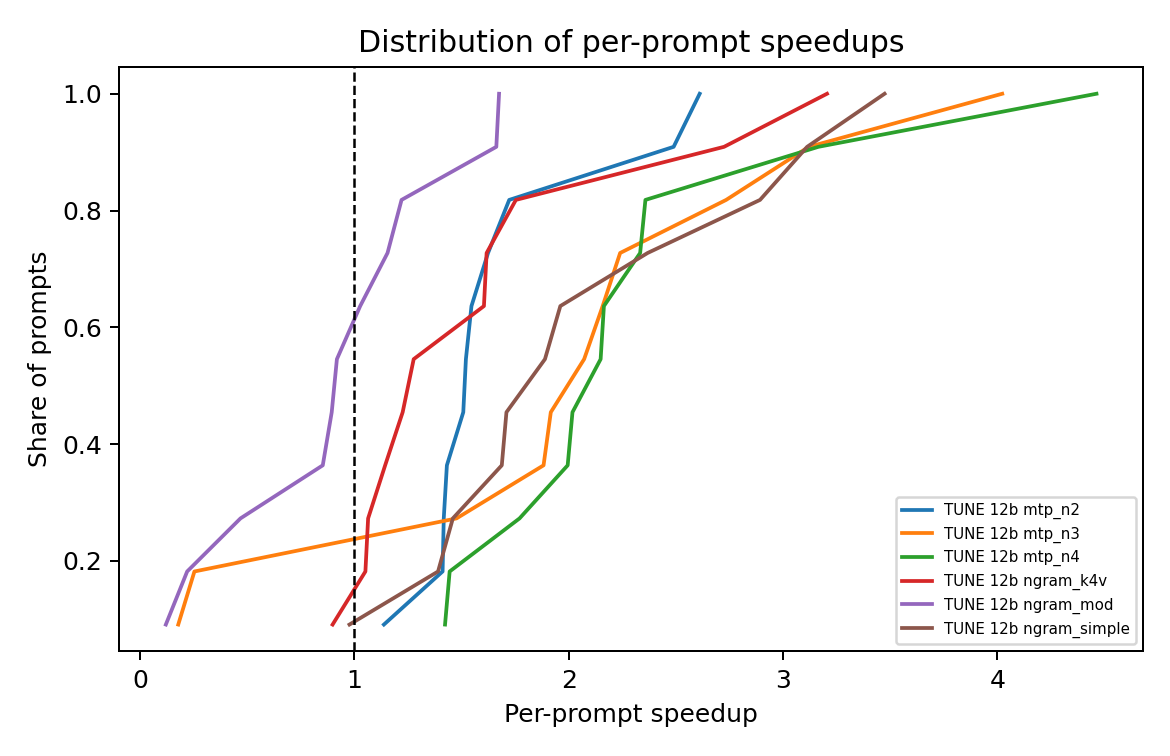 Distribution of per-prompt speedups
1.0
0.8
0.6
0.4
0.2
Share of prompts
0 1 2 3 4
Per-prompt speedup
TUNE 12b mtp_n2
TUNE 12b mtp_n3
TUNE 12b mtp_n4
TUNE 12b ngram_k4v
TUNE 12b ngram_mod
TUNE 12b ngram_simple